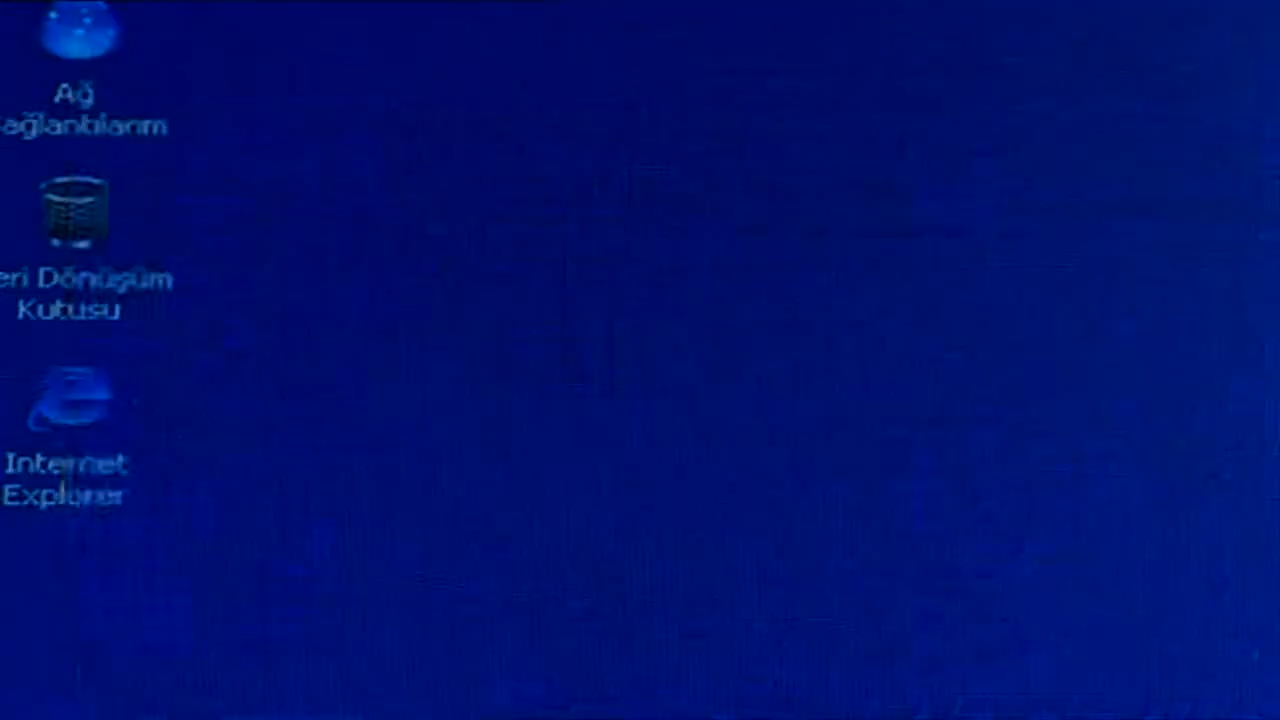 Ağ
ağlantılarım
eri Dönüşüm
Kutusu
Internet
Explorer